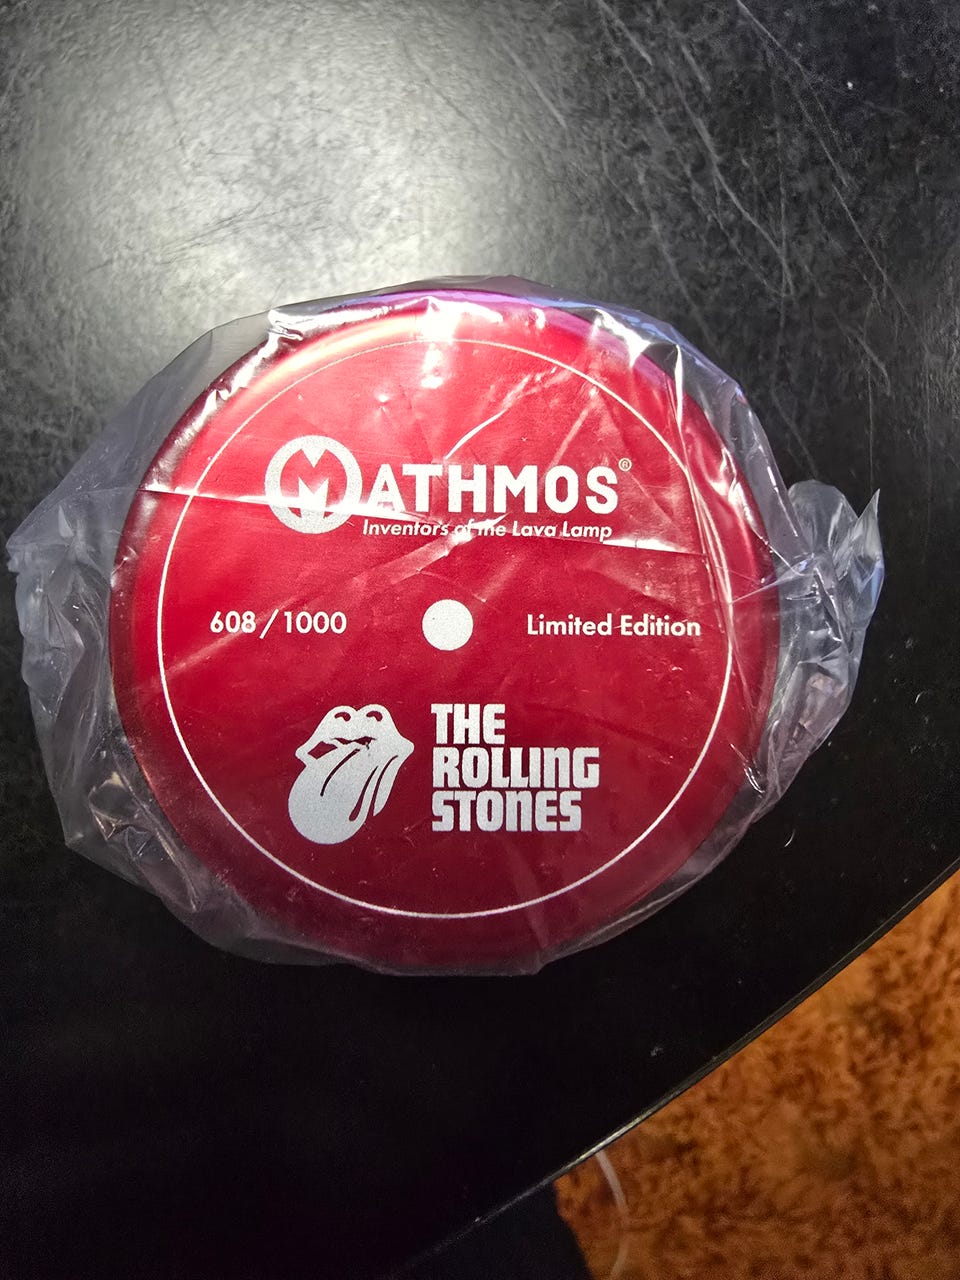 MATHMOS®
Inventors of the Lava Lamp
608/1000
Limited Edition
THE
ROLLING
STONES